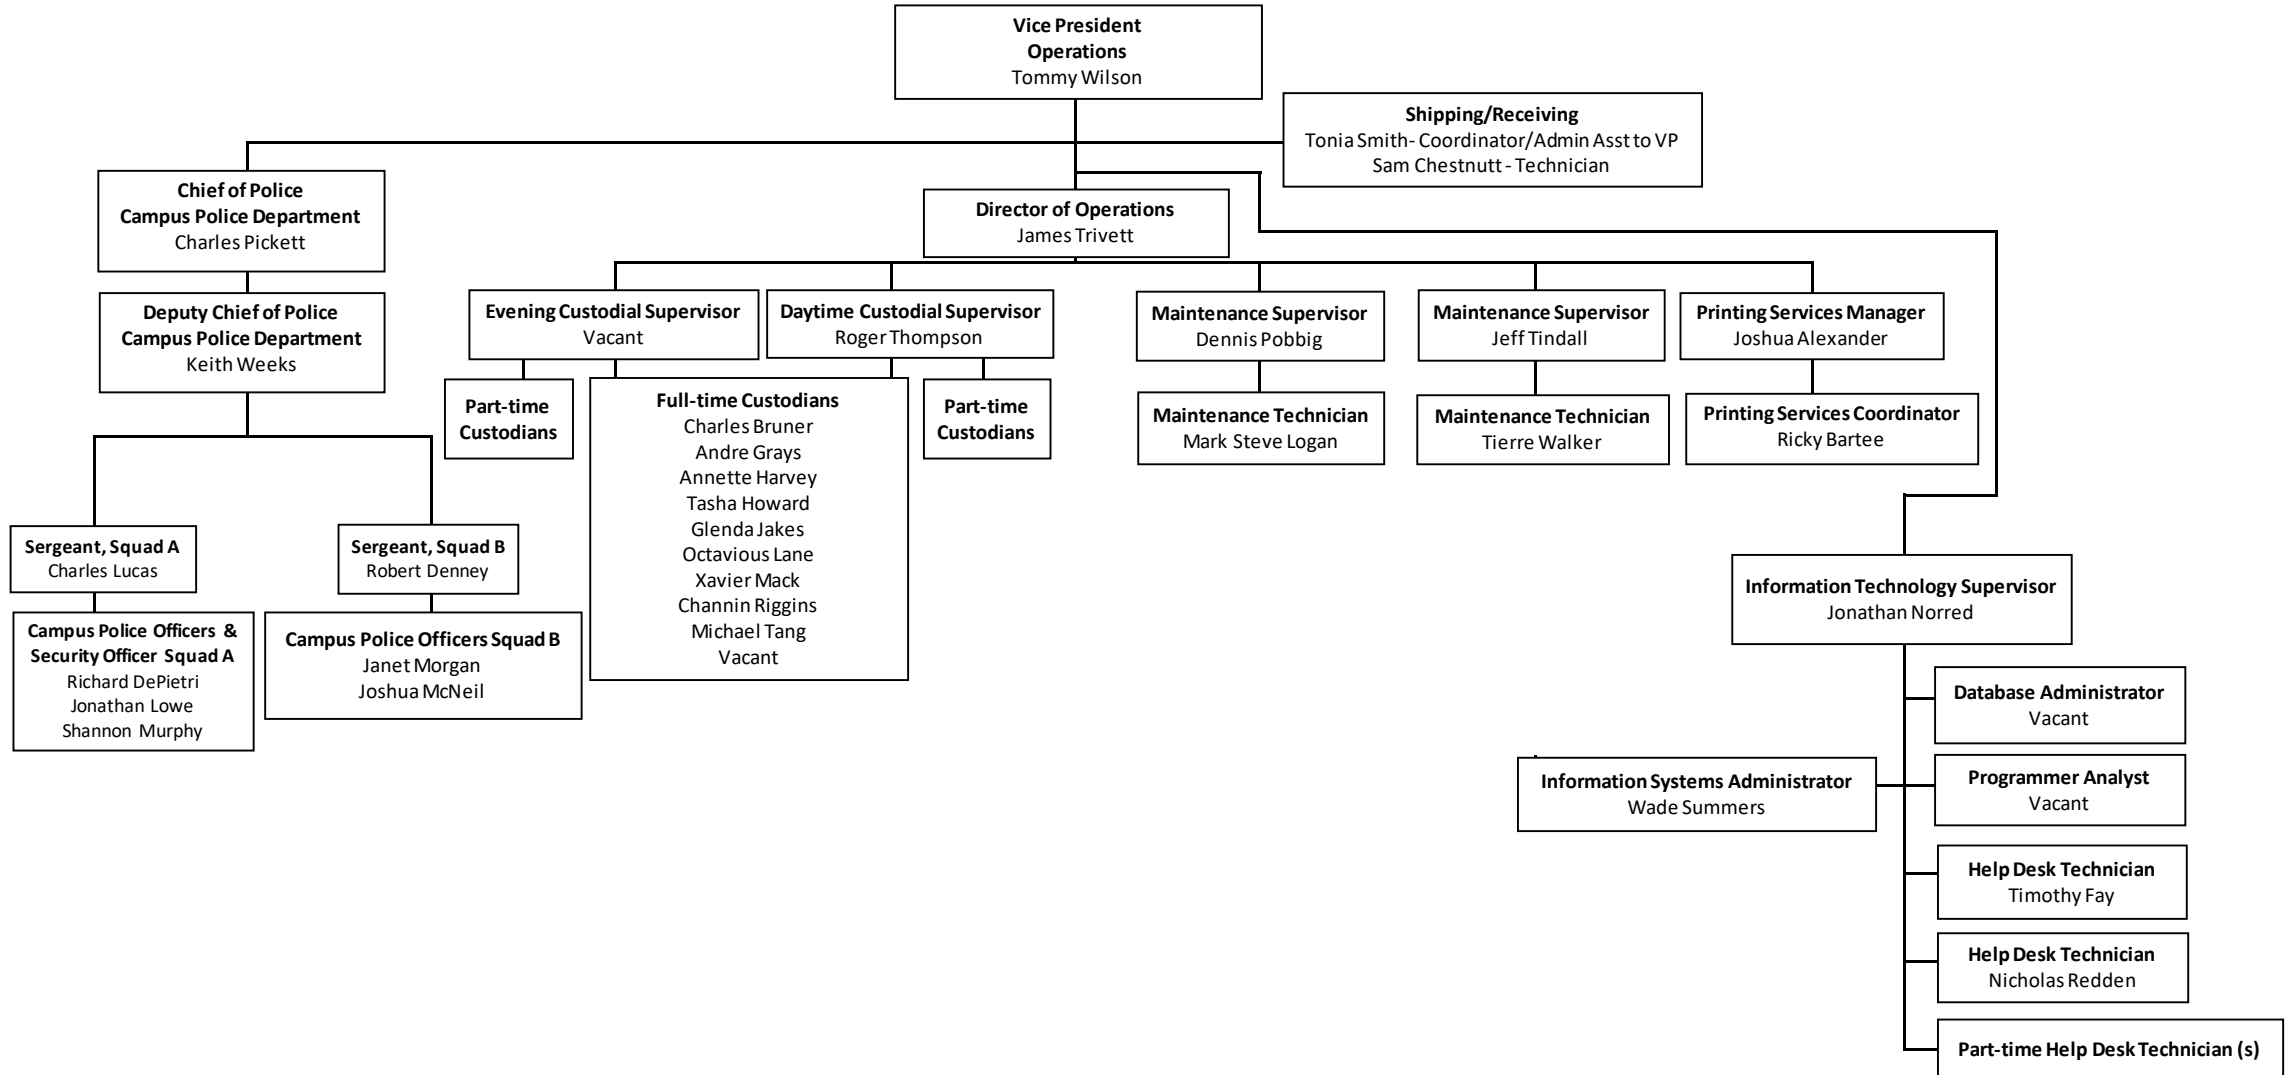 Vice President
Operations
Tommy Wilson
Shipping/Receiving
Tonia Smith- Coordinator/Admin Asst to VP
Sam Chestnutt - Technician
Chief of Police
Campus Police Department
Charles Pickett
Director of Operations
James Trivett
Deputy Chief of Police
Campus Police Department
Keith Weeks
Evening Custodial Supervisor
Vacant
Daytime Custodial Supervisor
Roger Thompson
Maintenance Supervisor
Dennis Pobbig
Maintenance Supervisor
Jeff Tindall
Printing Services Manager
Joshua Alexander
Part-time
Custodians
Full-time Custodians
Charles Bruner
Andre Grays
Annette Harvey
Tasha Howard
Glenda Jakes
Octavious Lane
Xavier Mack
Channin Riggins
Michael Tang
Vacant
Part-time
Custodians
Maintenance Technician
Mark Steve Logan
Maintenance Technician
Tierre Walker
Printing Services Coordinator
Ricky Bartee
Sergeant, Squad A
Charles Lucas
Sergeant, Squad B
Robert Denney
Campus Police Officers &
Security Officer Squad A
Richard DePietri
Jonathan Lowe
Shannon Murphy
Campus Police Officers Squad B
Janet Morgan
Joshua McNeil
Information Technology Supervisor
Jonathan Norred
Database Administrator
Vacant
Information Systems Administrator
Wade Summers
Programmer Analyst
Vacant
Help Desk Technician
Timothy Fay
Help Desk Technician
Nicholas Redden
Part-time Help Desk Technician (s)